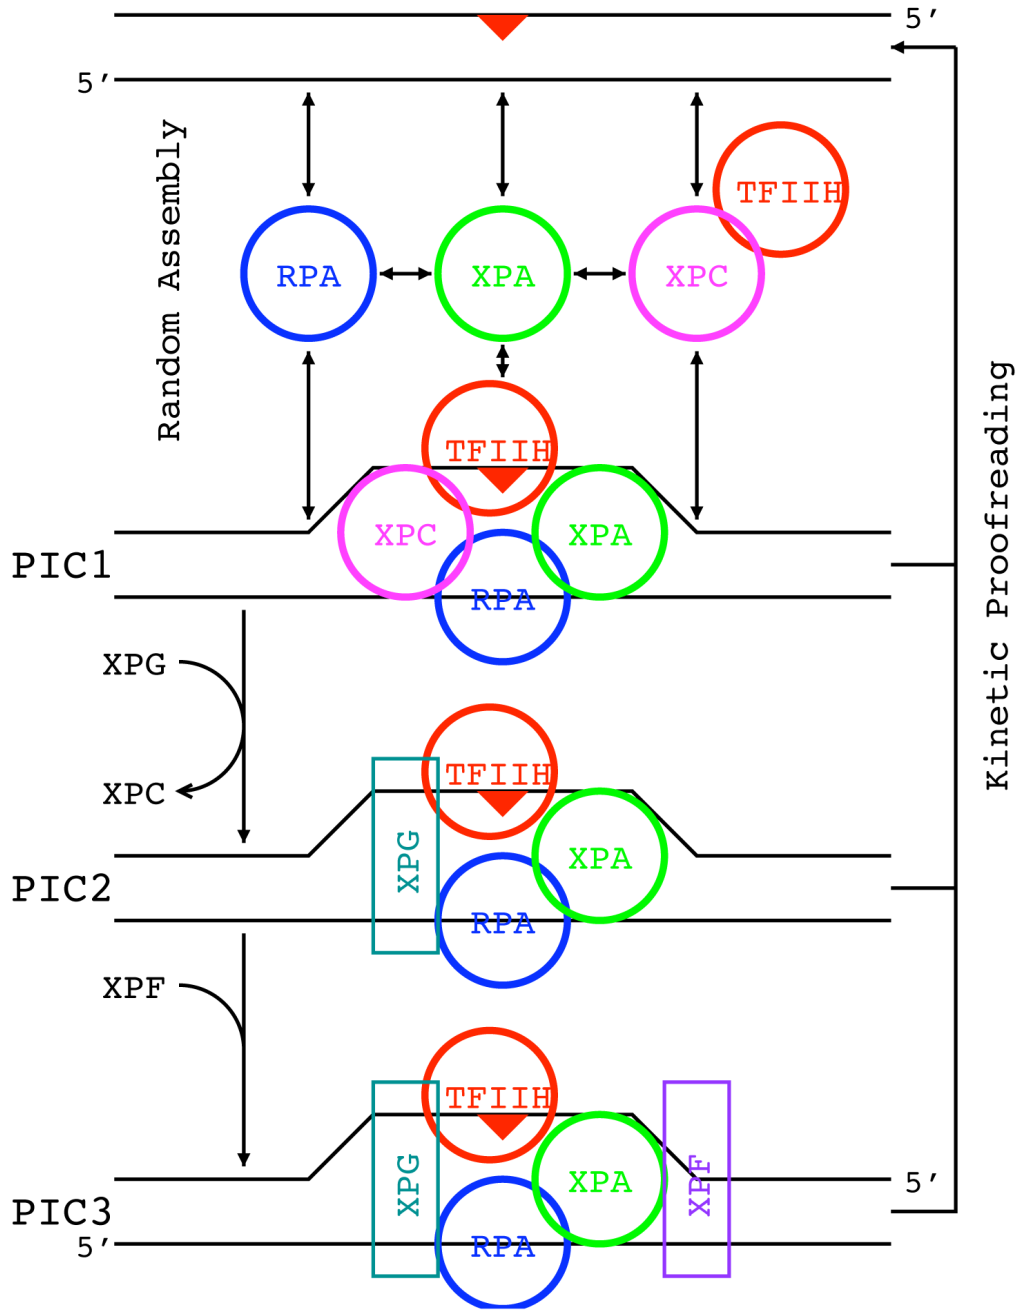 5′
5′
Random Assembly
TFIIH
RPA
XPA
XPC
TFIIH
XPC
XPA
PIC1
RPA
Kinetic Proofreading
XPG
XPC
TFIIH
XPG
XPA
PIC2
RPA
XPF
TFIIH
XPG
XPA
XPF
5′
PIC3
5′
RPA